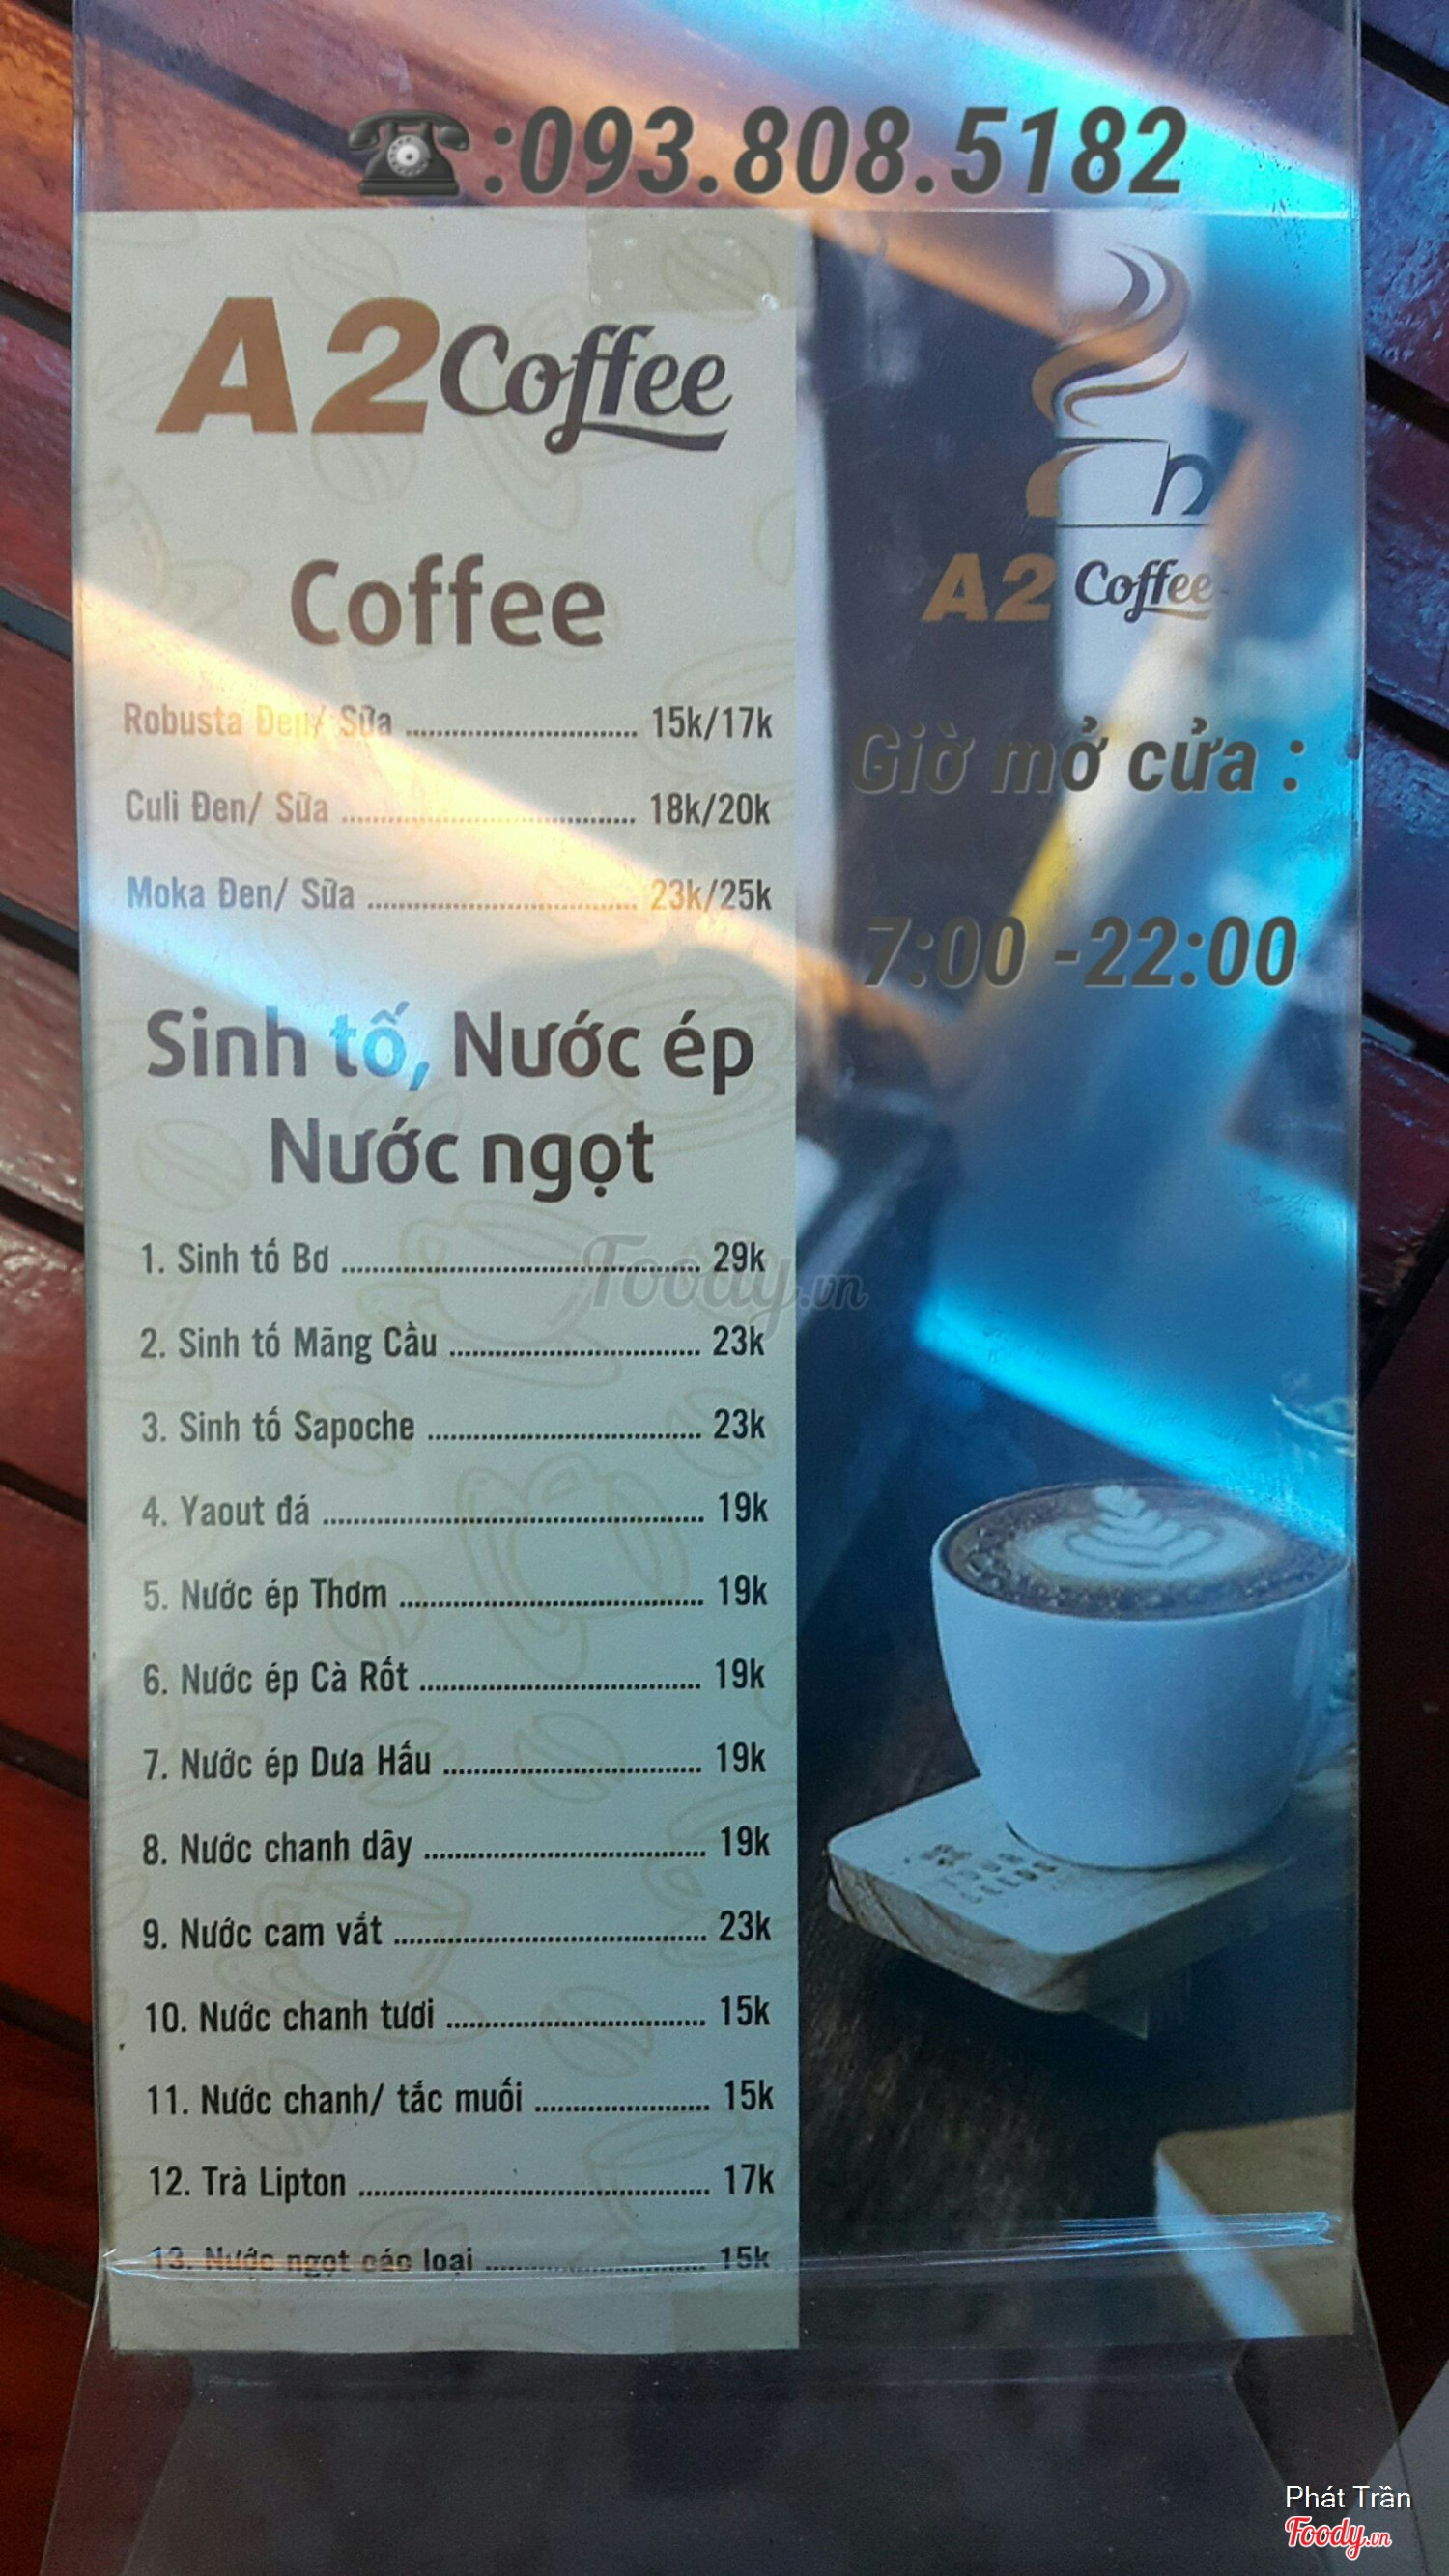 ☎:093.808.5182
A2 Coffee
Coffee
Robusta Đen/ Sữa .............................. 15k/17k
Culi Đen/ Sữa ...................................... 18k/20k
Moka Đen/ Sữa ................................... 23k/25k
Sinh tố, Nước ép
Nước ngọt
1. Sinh tố Bơ ............................................... 29k
2. Sinh tố Mãng Cầu ................................. 23k
3. Sinh tố Sapoche .................................... 23k
4. Yaout đá .................................................. 19k
5. Nước ép Thơm ........................................ 19k
6. Nước ép Cà Rốt ..................................... 19k
7. Nước ép Dưa Hấu .................................. 19k
8. Nước chanh dây ..................................... 19k
9. Nước cam vắt ......................................... 23k
10. Nước chanh tươi .................................. 15k
11. Nước chanh/ tắc muối ....................... 15k
12. Trà Lipton .............................................. 17k
13. Nước ngọt các loại ............................. 15k
A2 Coffee
Giờ mở cửa :
7:00 -22:00
Foody.vn
Phát Trần
Foody.vn